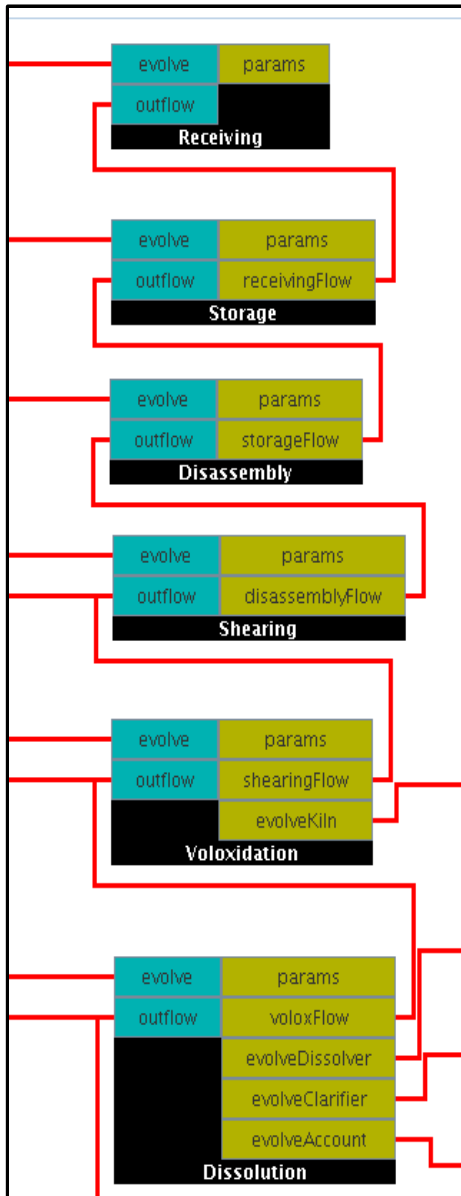 evolve params
outflow
Receiving
evolve params
outflow receivingFlow
Storage
evolve params
outflow storageFlow
Disassembly
evolve params
outflow disassemblyFlow
Shearing
evolve params
outflow shearingFlow
evolveKiln
Voloxidation
evolve params
outflow voloxFlow
evolveDissolver
evolveClarifier
evolveAccount
Dissolution